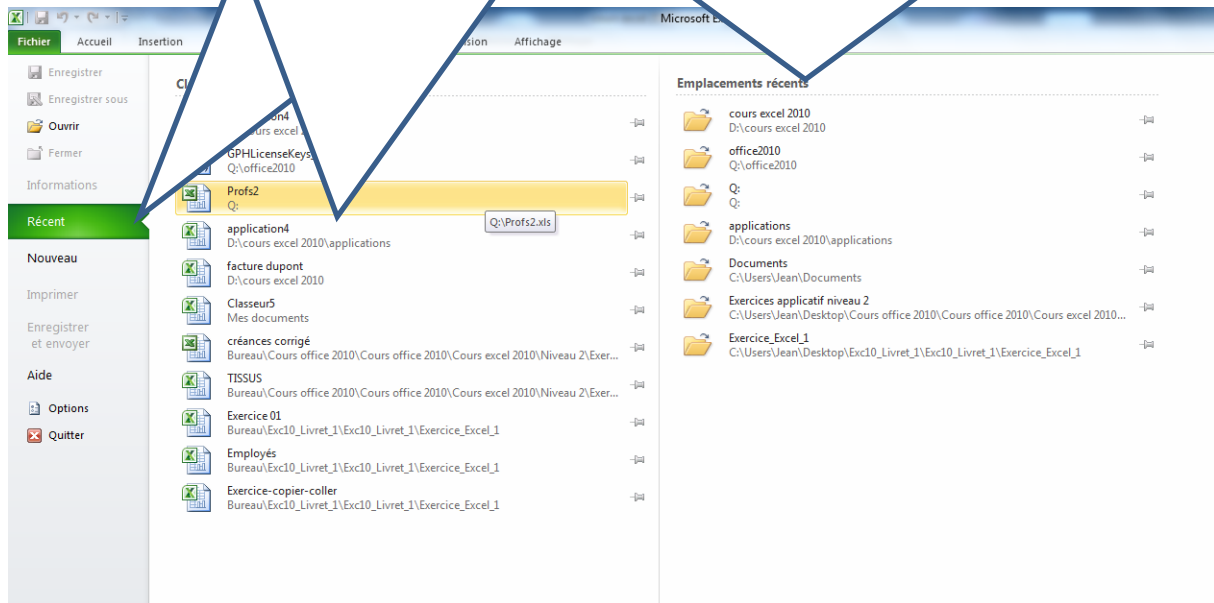 Microsoft E
Fichier Accueil Insertion sion Affichage
Enregistrer
Enregistrer sous
Ouvrir
Fermer
Informations
Récent
Nouveau
Imprimer
Enregistrer
et envoyer
Aide
Options
Quitter
Cl
on4
urs excel 2
GPHLicenseKeys
Q:\office2010
Profs2
Q:
Q:\Profs2.xls
application4
D:\cours excel 2010\applications
facture dupont
D:\cours excel 2010
Classeur5
Mes documents
créances corrigé
Bureau\Cours office 2010\Cours office 2010\Cours excel 2010\Niveau 2\Exer...
TISSUS
Bureau\Cours office 2010\Cours office 2010\Cours excel 2010\Niveau 2\Exer...
Exercice 01
Bureau\Exc10_Livret_1\Exc10_Livret_1\Exercice_Excel_1
Employés
Bureau\Exc10_Livret_1\Exc10_Livret_1\Exercice_Excel_1
Exercice-copier-coller
Bureau\Exc10_Livret_1\Exc10_Livret_1\Exercice_Excel_1
Emplacements récents
cours excel 2010
D:\cours excel 2010
office2010
Q:\office2010
Q:
Q:
applications
D:\cours excel 2010\applications
Documents
C:\Users\Jean\Documents
Exercices applicatif niveau 2
C:\Users\Jean\Desktop\Cours office 2010\Cours office 2010\Cours excel 2010...
Exercice_Excel_1
C:\Users\Jean\Desktop\Exc10_Livret_1\Exc10_Livret_1\Exercice_Excel_1